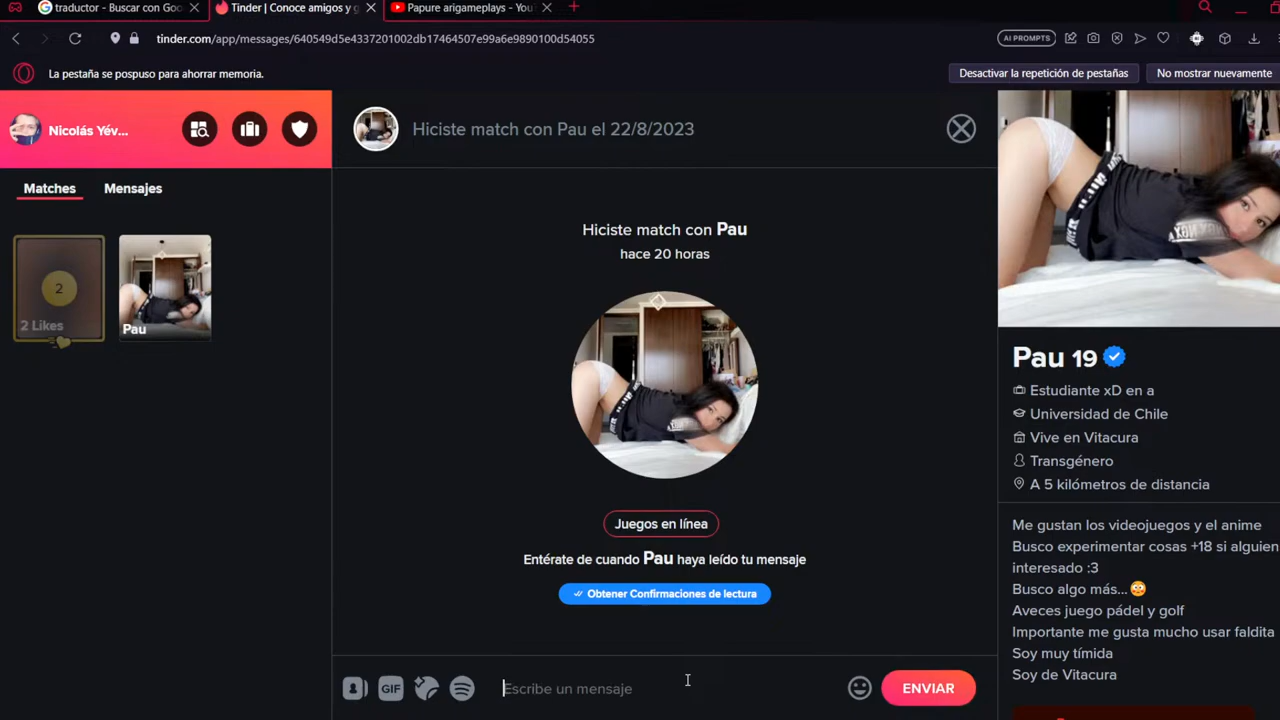 traductor - Buscar con Goo
Tinder | Conoce amigos y g
Papure arigameplays - You
tinder.com/app/messages/640549d5e4337201002db17464507e99a6e9890100d54055
AI PROMPTS
La pestaña se pospuso para ahorrar memoria.
Desactivar la repetición de pestañas
No mostrar nuevamente
Nicolás Yév...
Hiciste match con Pau el 22/8/2023
Matches
Mensajes
2
2 Likes
Pau
Hiciste match con Pau
hace 20 horas
Juegos en línea
Entérate de cuando Pau haya leído tu mensaje
Obtener Confirmaciones de lectura
GIF
Escribe un mensaje
ENVIAR
Pau 19
Estudiante xD en a
Universidad de Chile
Vive en Vitacura
Transgénero
A 5 kilómetros de distancia
Me gustan los videojuegos y el anime
Busco experimentar cosas +18 si alguien
interesado :3
Busco algo más... 😳
Aveces juego pádel y golf
Importante me gusta mucho usar faldita
Soy muy tímida
Soy de Vitacura